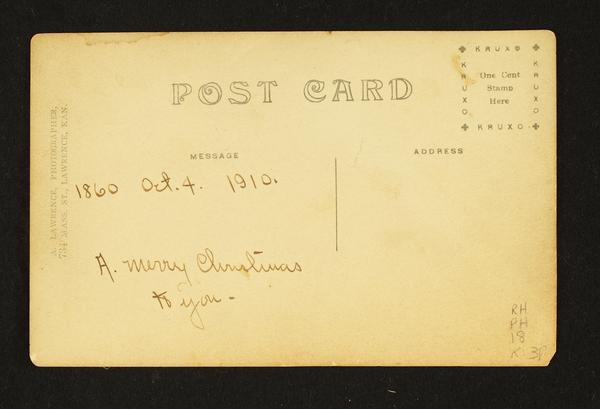 POST CARD
KRUXO
KRUXO
One Cent
Stamp
Here
KRUXO
KRUXO
MESSAGE
ADDRESS
A. LAWRENCE, PHOTOGRAPHER,
734 MASS. ST., LAWRENCE, KAN.
1860 Oct. 4. 1910.
A. Merry Christmas
to you -
RH
PH
18
K: